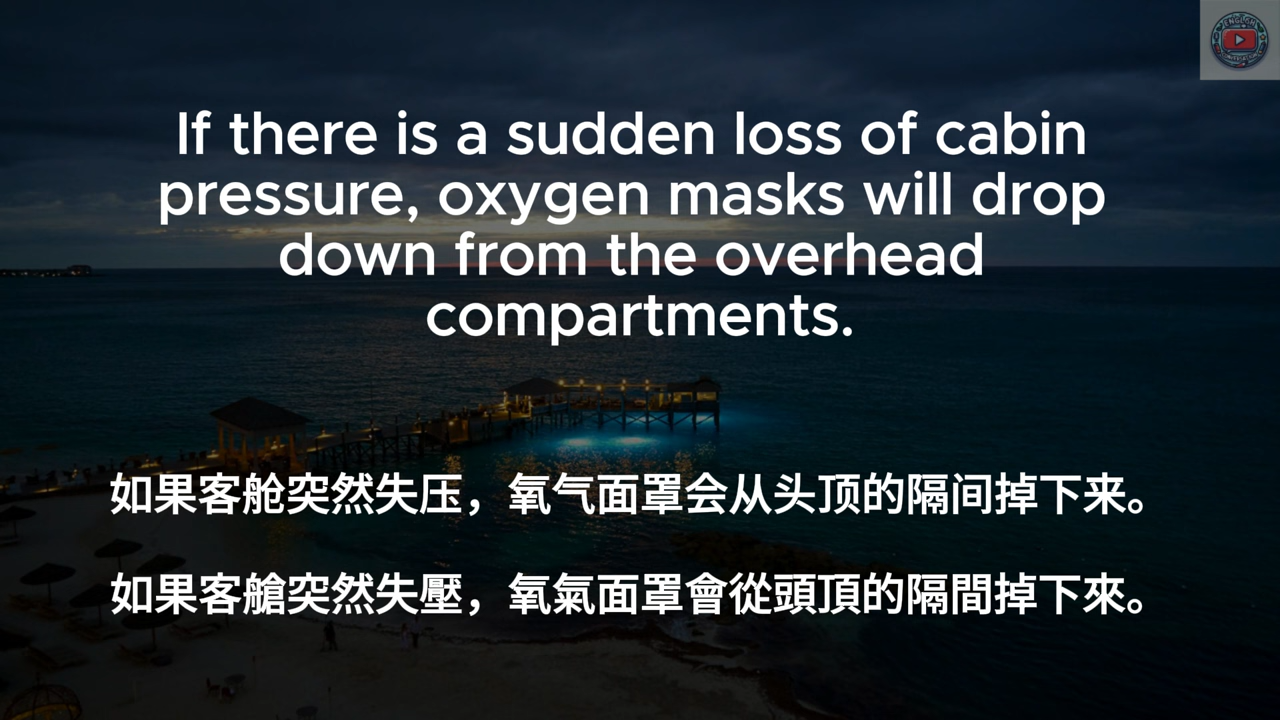 If there is a sudden loss of cabin
pressure, oxygen masks will drop
down from the overhead
compartments.
如果客舱突然失压，氧气面罩会从头顶的隔间掉下来。
如果客艙突然失壓，氧氣面罩會從頭頂的隔間掉下來。